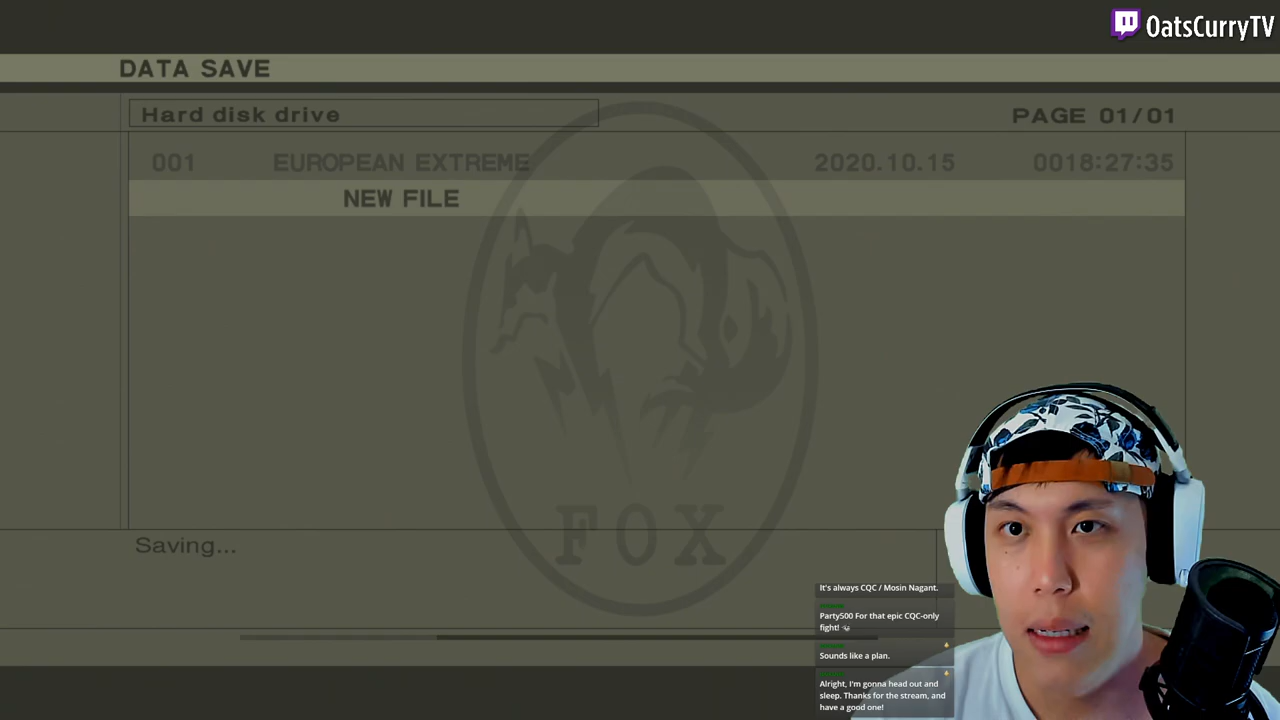 OatsCurryTV
DATA SAVE
Hard disk drive
PAGE 01/01
001 EUROPEAN EXTREME 2020.10.15 0018:27:35
NEW FILE
FOX
Saving...
It's always CQC / Mosin Nagant.
Party500 For that epic CQC-only
fight!
Sounds like a plan.
Alright, I'm gonna head out and
sleep. Thanks for the stream, and
have a good one!